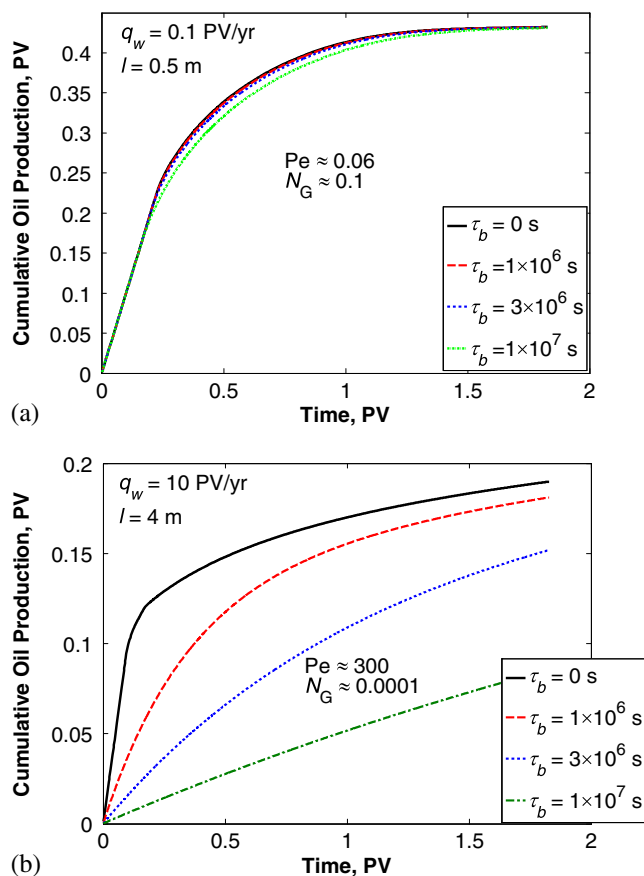 q_w = 0.1 PV/yr
l = 0.5 m
Cumulative Oil Production, PV
0.4
0.35
0.3
0.25
0.2
0.15
0.1
0.05
0
Pe ≈ 0.06
N_G ≈ 0.1
τ_b = 0 s
τ_b =1×10^6 s
τ_b = 3×10^6 s
τ_b =1×10^7 s
0 0.5 1 1.5 2
(a)
Time, PV
q_w = 10 PV/yr
l = 4 m
Cumulative Oil Production, PV
0.2
0.15
0.1
0.05
0
Pe ≈ 300
N_G ≈ 0.0001
τ_b = 0 s
τ_b = 1×10^6 s
τ_b = 3×10^6 s
τ_b = 1×10^7 s
0 0.5 1 1.5 2
(b)
Time, PV